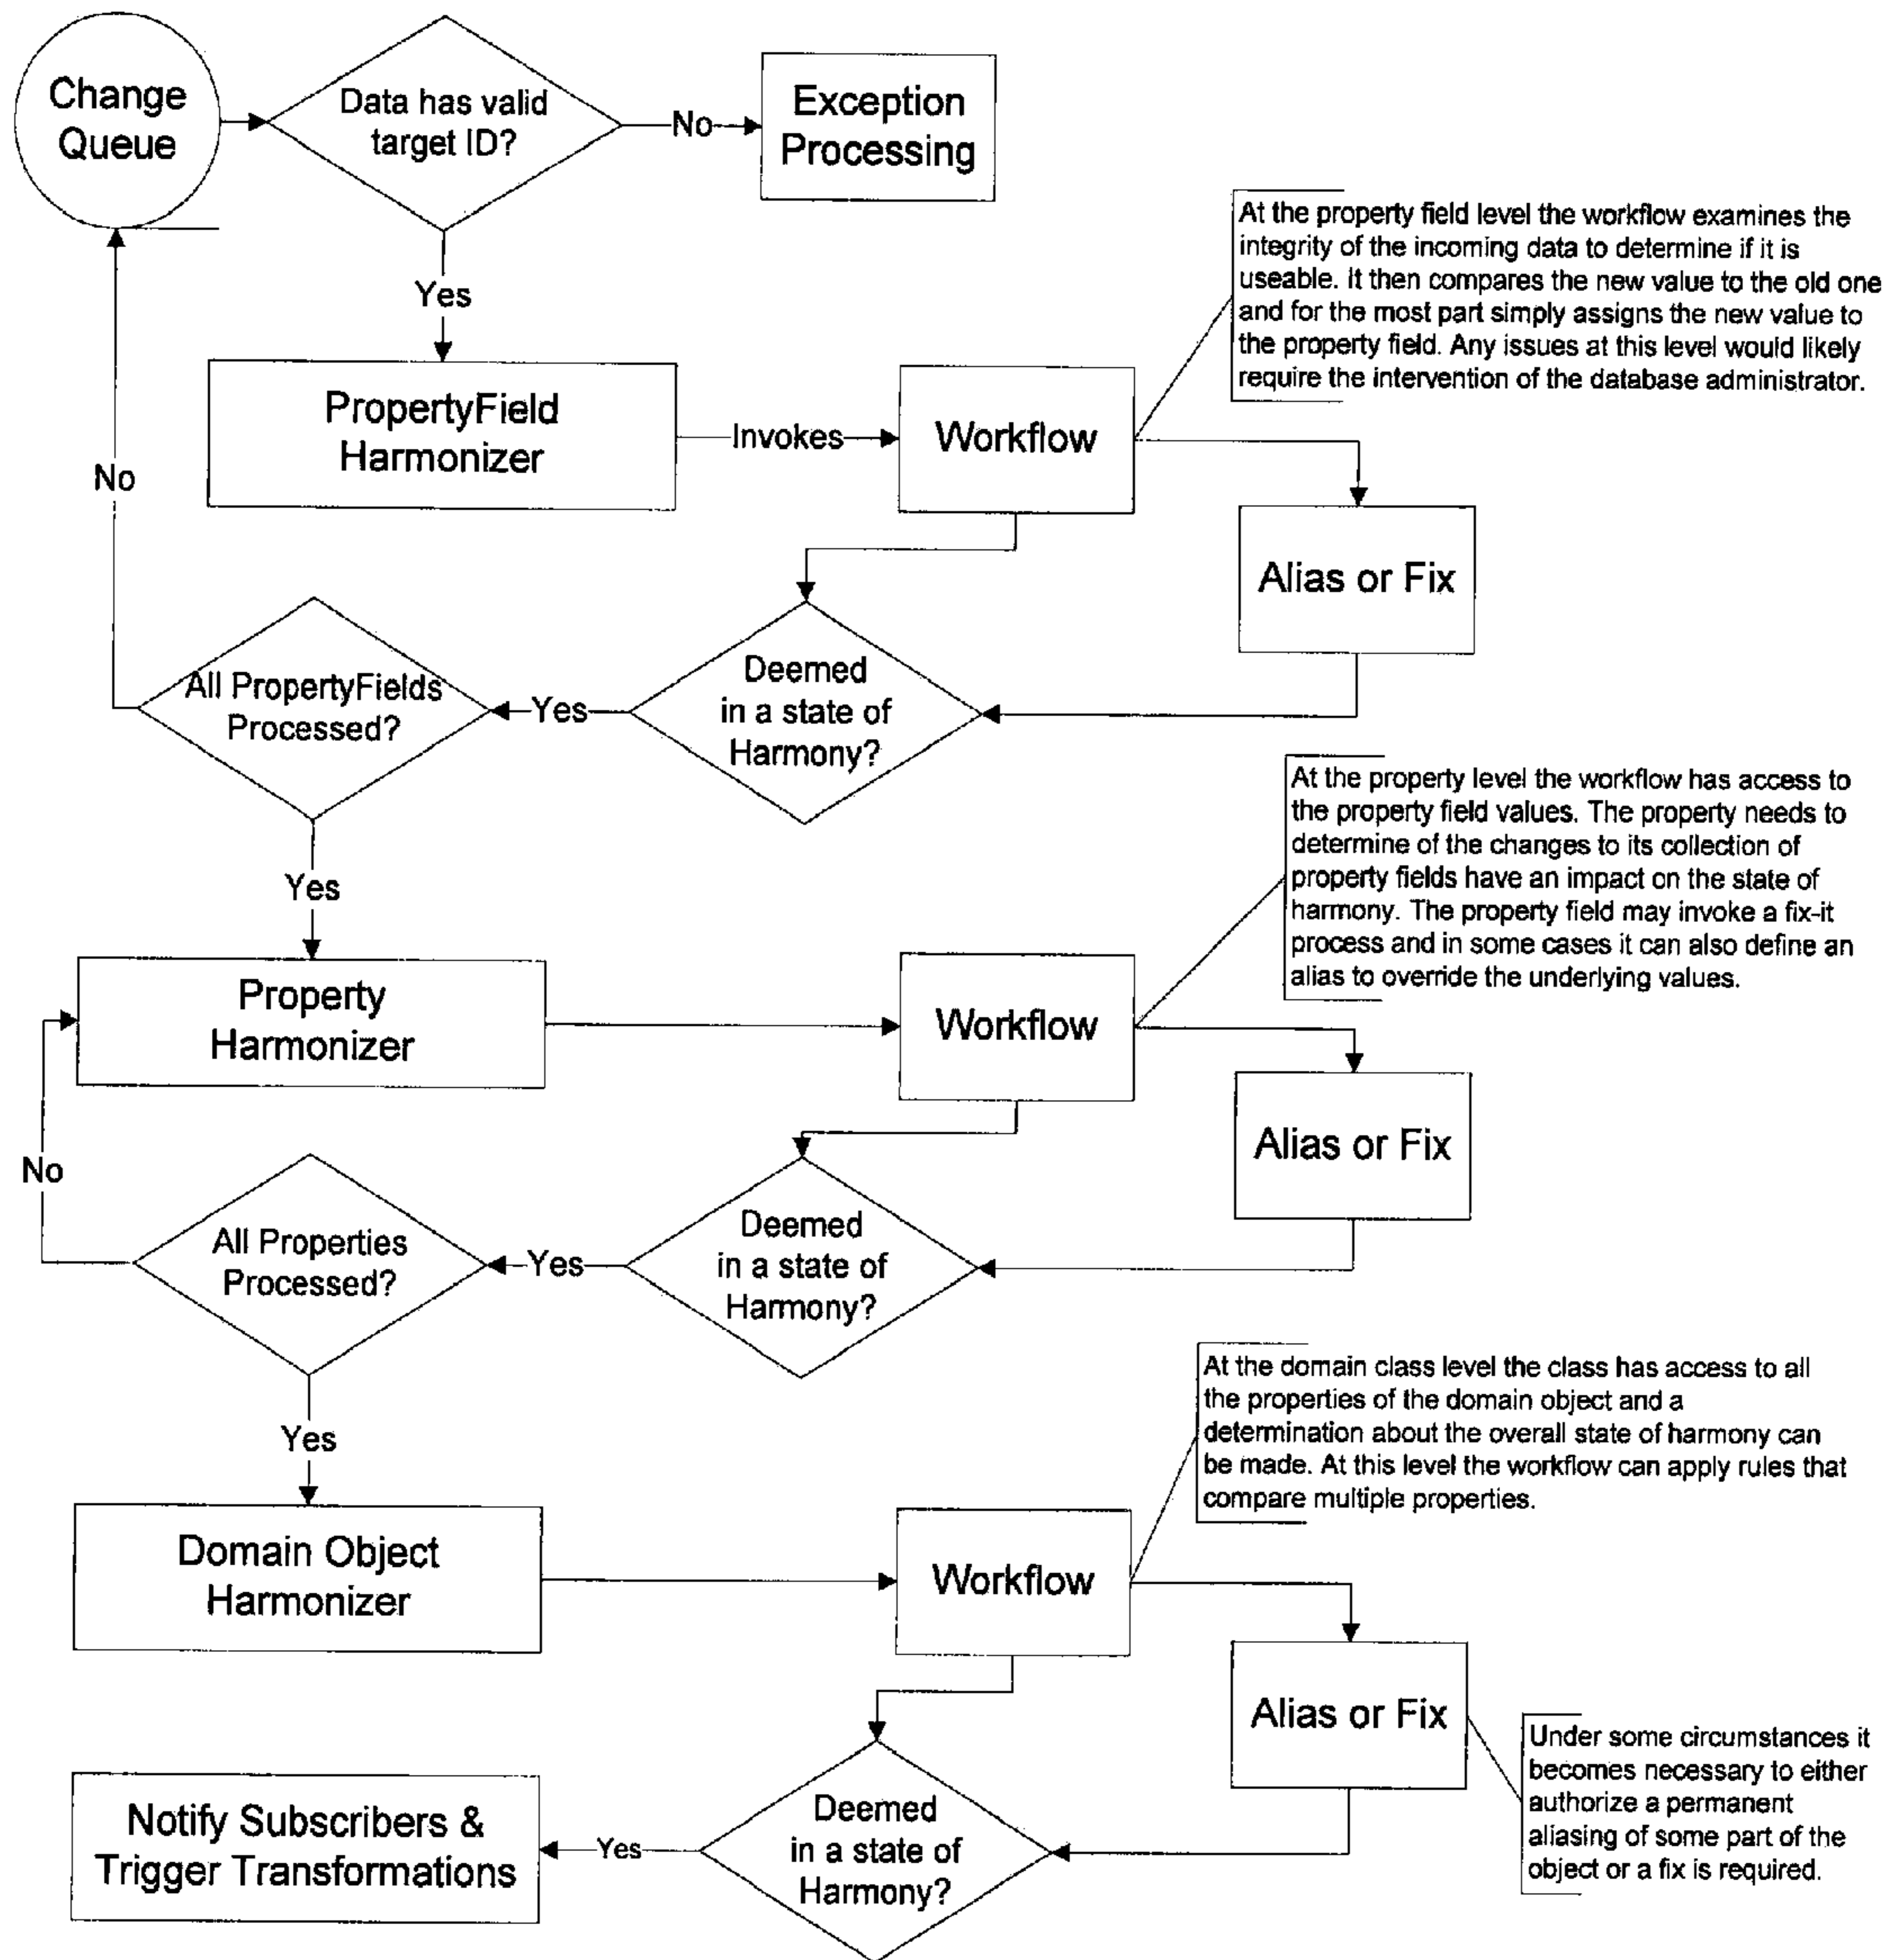 Change
Queue
Data has valid
target ID?
No
Exception
Processing
At the property field level the workflow examines the
integrity of the incoming data to determine if it is
useable. It then compares the new value to the old one
and for the most part simply assigns the new value to
the property field. Any issues at this level would likely
require the intervention of the database administrator.
Yes
PropertyField
Harmonizer
Invokes
Workflow
No
Alias or Fix
All PropertyFields
Processed?
Yes
Deemed
in a state of
Harmony?
At the property level the workflow has access to
the property field values. The property needs to
determine of the changes to its collection of
property fields have an impact on the state of
harmony. The property field may invoke a fix-it
process and in some cases it can also define an
alias to override the underlying values.
Yes
Property
Harmonizer
Workflow
Alias or Fix
No
All Properties
Processed?
Yes
Deemed
in a state of
Harmony?
At the domain class level the class has access to all
the properties of the domain object and a
determination about the overall state of harmony can
be made. At this level the workflow can apply rules that
compare multiple properties.
Yes
Domain Object
Harmonizer
Workflow
Alias or Fix
Under some circumstances it
becomes necessary to either
authorize a permanent
aliasing of some part of the
object or a fix is required.
Notify Subscribers &
Trigger Transformations
Yes
Deemed
in a state of
Harmony?